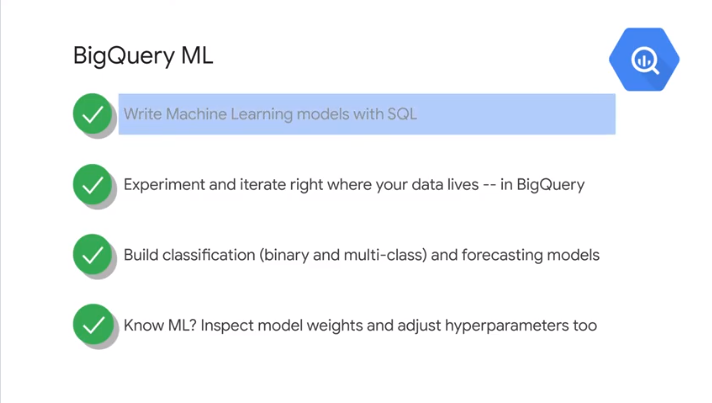 BigQuery ML
Write Machine Learning models with SQL
Experiment and iterate right where your data lives -- in BigQuery
Build classification (binary and multi-class) and forecasting models
Know ML? Inspect model weights and adjust hyperparameters too